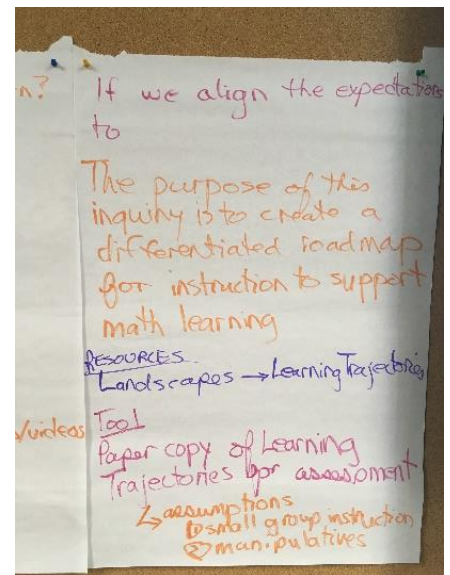 n?
If we align the expectations
to
The purpose of this
inquiry is to create a
differentiated roadmap
for instruction to support
math learning
RESOURCES
Landscapes → Learning Trajectories
/videos
Tool
Paper copy of Learning
Trajectories for assessment
↳ assumptions
① small group instruction
② manipulatives